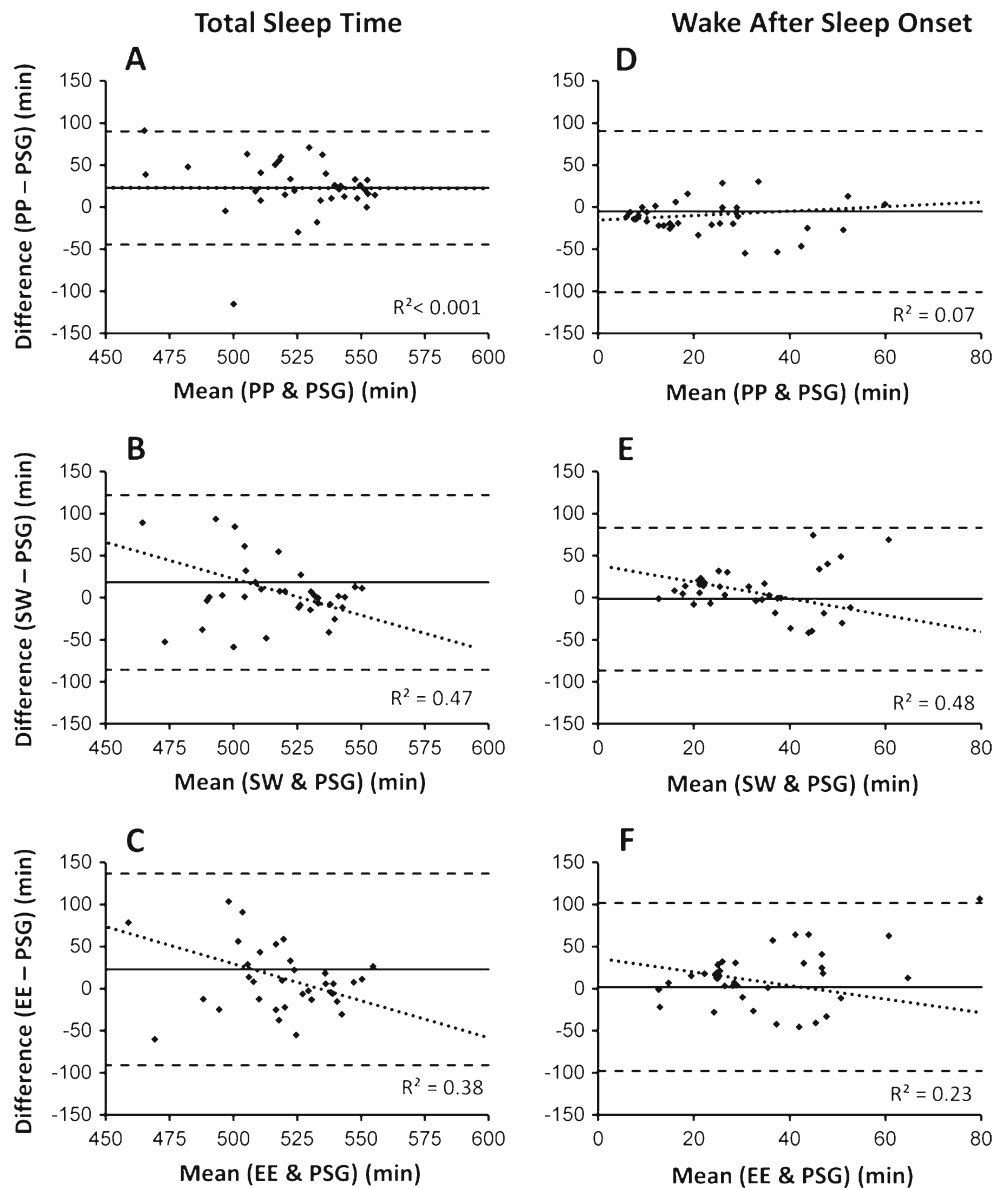 Total Sleep Time
Wake After Sleep Onset
A
Difference (PP – PSG) (min)
150
100
50
0
-50
-100
-150
R²< 0.001
450 475 500 525 550 575 600
Mean (PP & PSG) (min)
D
150
100
50
0
-50
-100
-150
R² = 0.07
0 20 40 60 80
Mean (PP & PSG) (min)
B
Difference (SW – PSG) (min)
150
100
50
0
-50
-100
-150
R² = 0.47
450 475 500 525 550 575 600
Mean (SW & PSG) (min)
E
150
100
50
0
-50
-100
-150
R² = 0.48
0 20 40 60 80
Mean (SW & PSG) (min)
C
Difference (EE – PSG) (min)
150
100
50
0
-50
-100
-150
R² = 0.38
450 475 500 525 550 575 600
Mean (EE & PSG) (min)
F
150
100
50
0
-50
-100
-150
R² = 0.23
0 20 40 60 80
Mean (EE & PSG) (min)